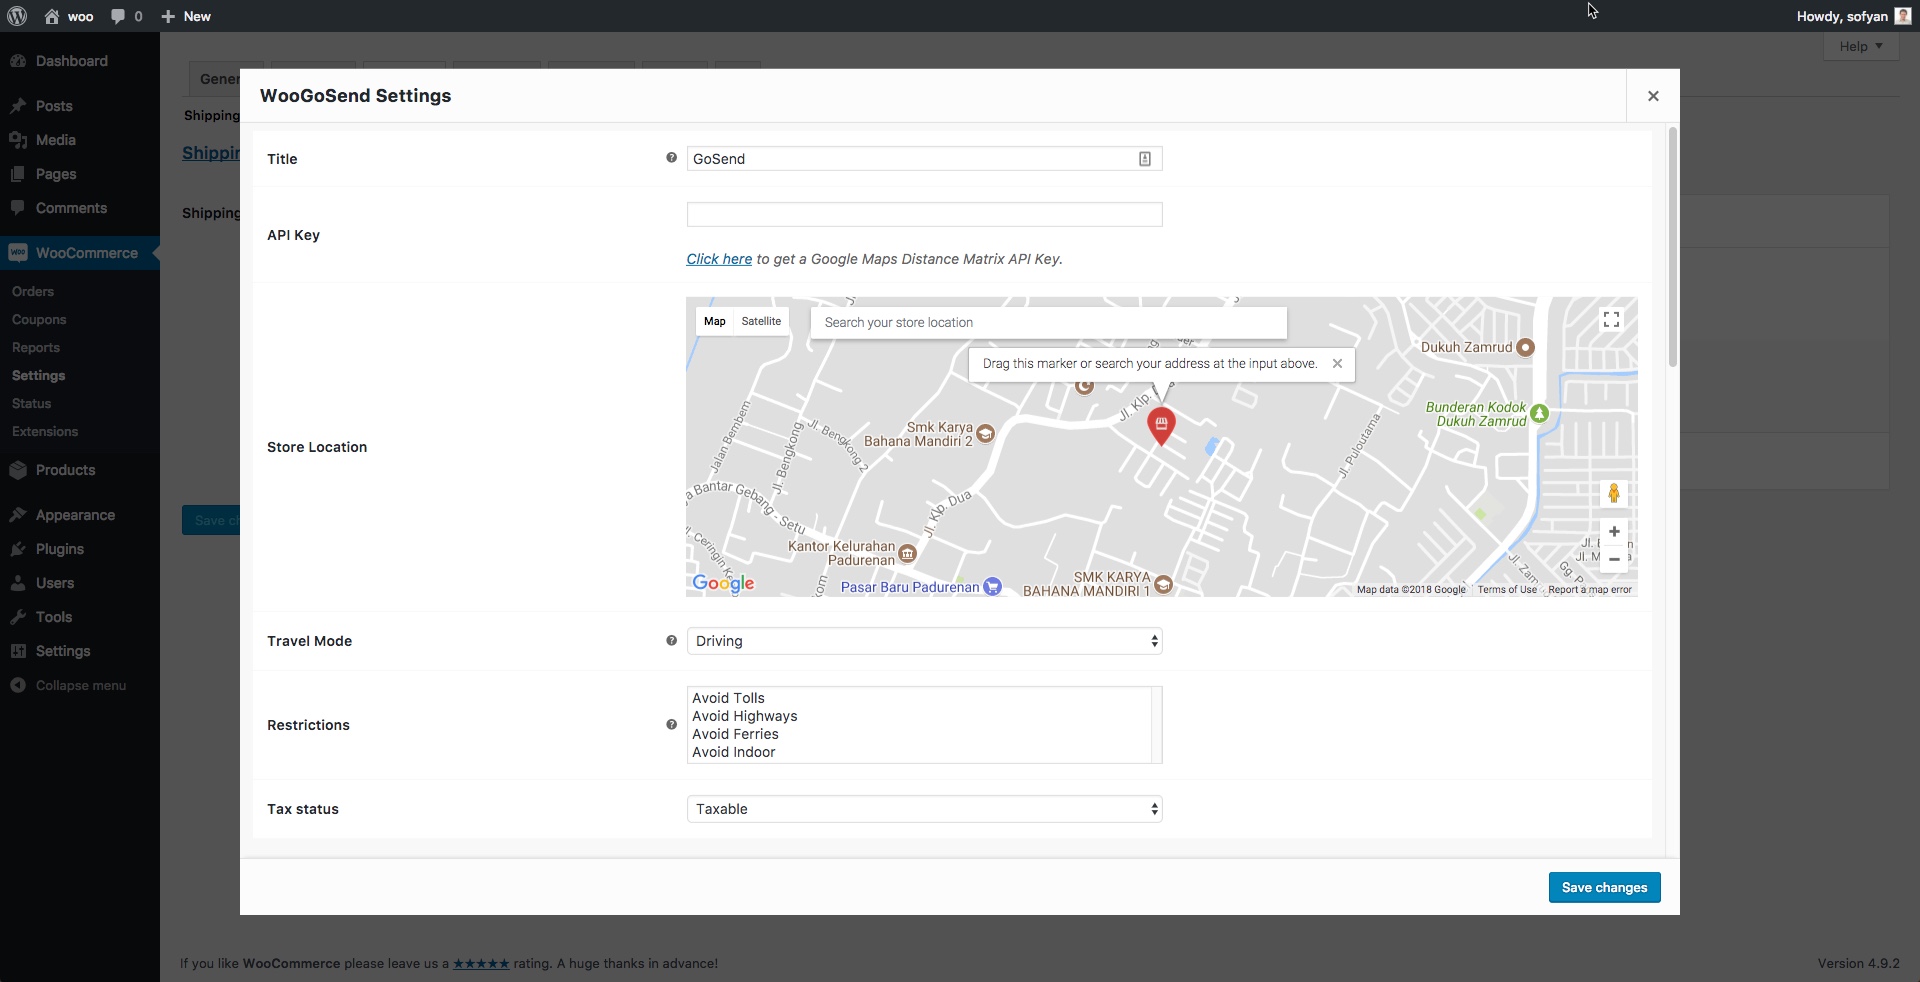 woo
0
New
Howdy, sofyan
Help
Dashboard
Posts
Media
Pages
Comments
WooCommerce
Orders
Coupons
Reports
Settings
Status
Extensions
Products
Appearance
Plugins
Users
Tools
Settings
Collapse menu
Gener
Shipping
Shippin
Shipping
Save ch
WooGoSend Settings
Title
GoSend
API Key
Click here to get a Google Maps Distance Matrix API Key.
Store Location
Map
Satellite
Search your store location
Drag this marker or search your address at the input above.
Dukuh Zamrud
Bunderan Kodok
Dukuh Zamrud
Smk Karya
Bahana Mandiri 2
Jalan Bembem
Jl. Bengkong
Jl. Bengkong 2
Jl. Klp.
Jl. Puloutama
a Bantar Gebang - Setu
Jl. Klp. Dua
Kantor Kelurahan
Padurenan
Pasar Baru Padurenan
SMK KARYA
BAHANA MANDIRI 1
Google
Map data ©2018 Google
Terms of Use
Report a map error
Travel Mode
Driving
Restrictions
Avoid Tolls
Avoid Highways
Avoid Ferries
Avoid Indoor
Tax status
Taxable
Save changes
If you like WooCommerce please leave us a ★★★★★ rating. A huge thanks in advance!
Version 4.9.2